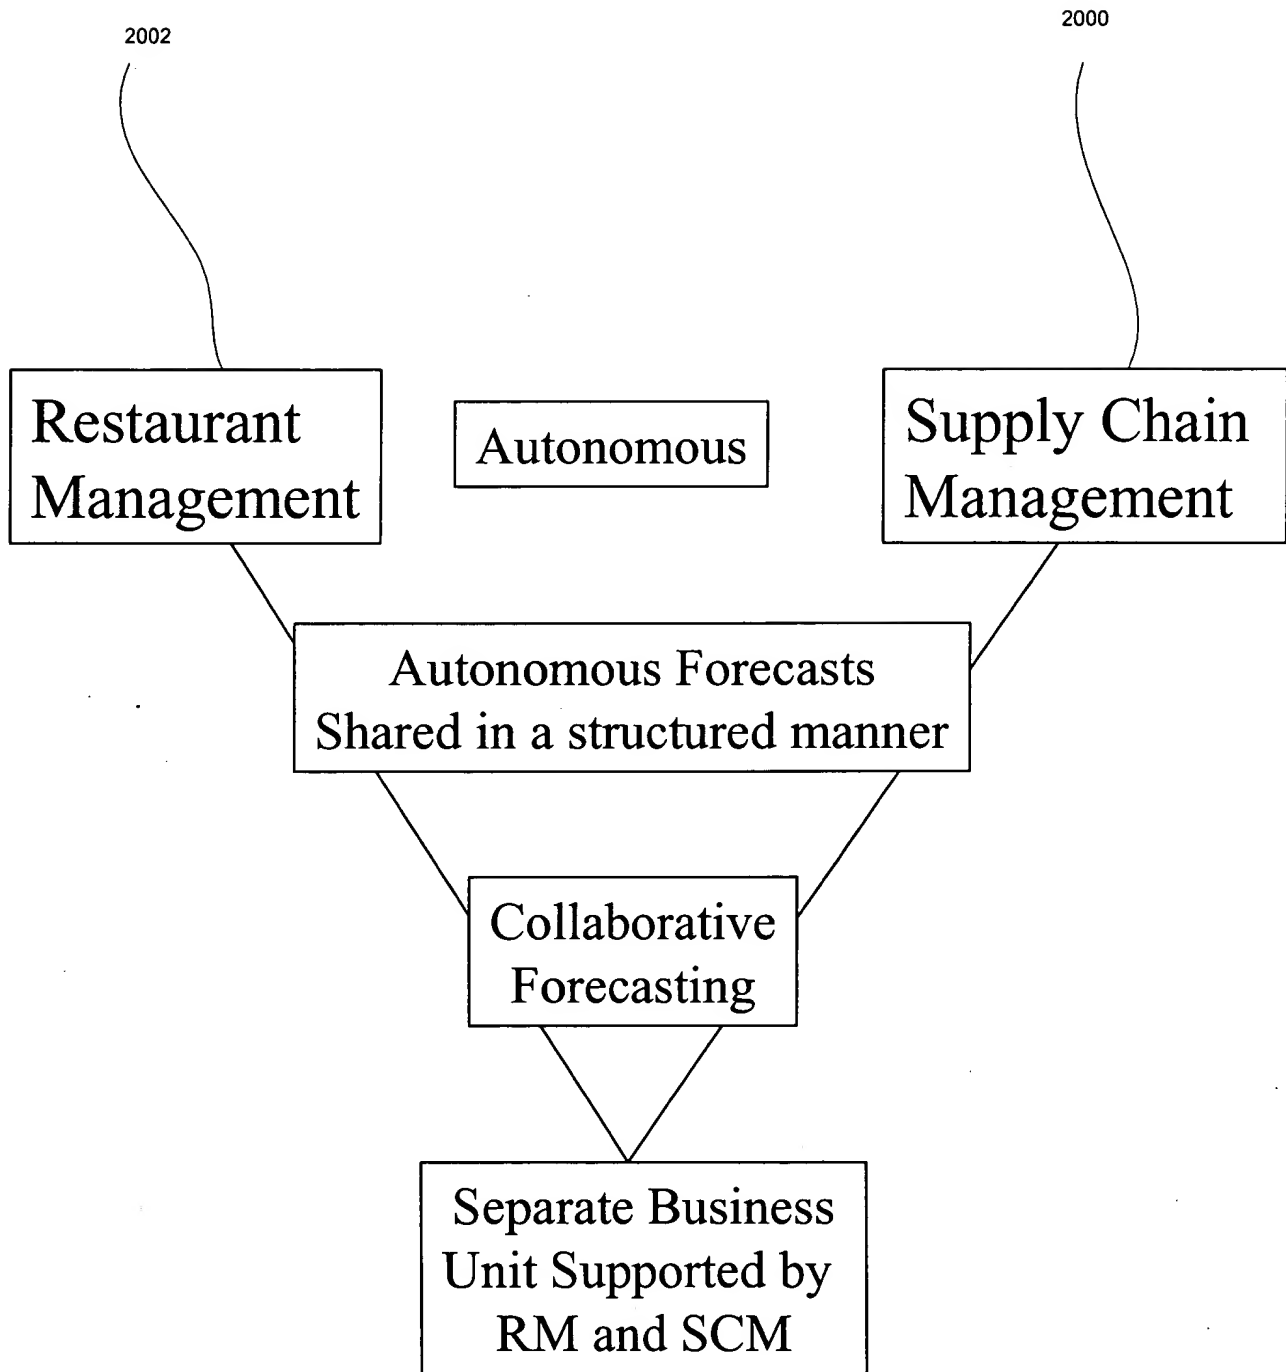 2002
2000
Restaurant
Management
Autonomous
Supply Chain
Management
Autonomous Forecasts
Shared in a structured manner
Collaborative
Forecasting
Separate Business
Unit Supported by
RM and SCM